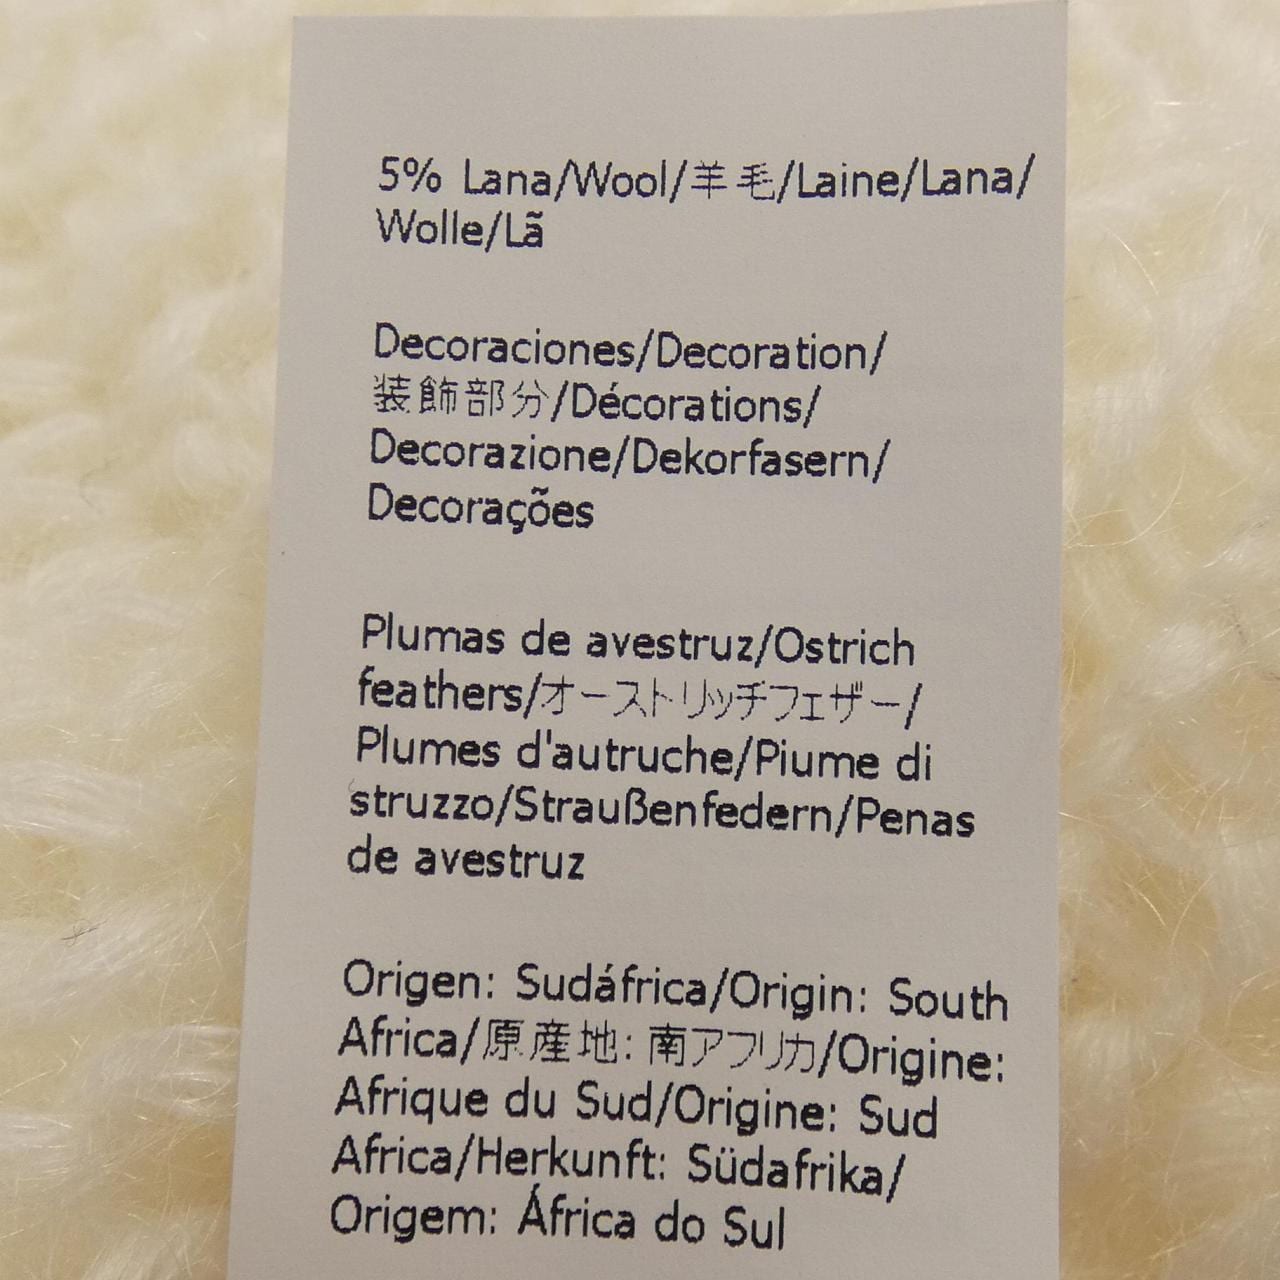 5% Lana/Wool/羊毛/Laine/Lana/
Wolle/Lã
Decoraciones/Decoration/
装飾部分/Décorations/
Decorazione/Dekorfasern/
Decorações
Plumas de avestruz/Ostrich
feathers/オーストリッチフェザー/
Plumes d'autruche/Piume di
struzzo/Straußenfedern/Penas
de avestruz
Origen: Sudáfrica/Origin: South
Africa/原産地: 南アフリカ/Origine:
Afrique du Sud/Origine: Sud
Africa/Herkunft: Südafrika/
Origem: África do Sul